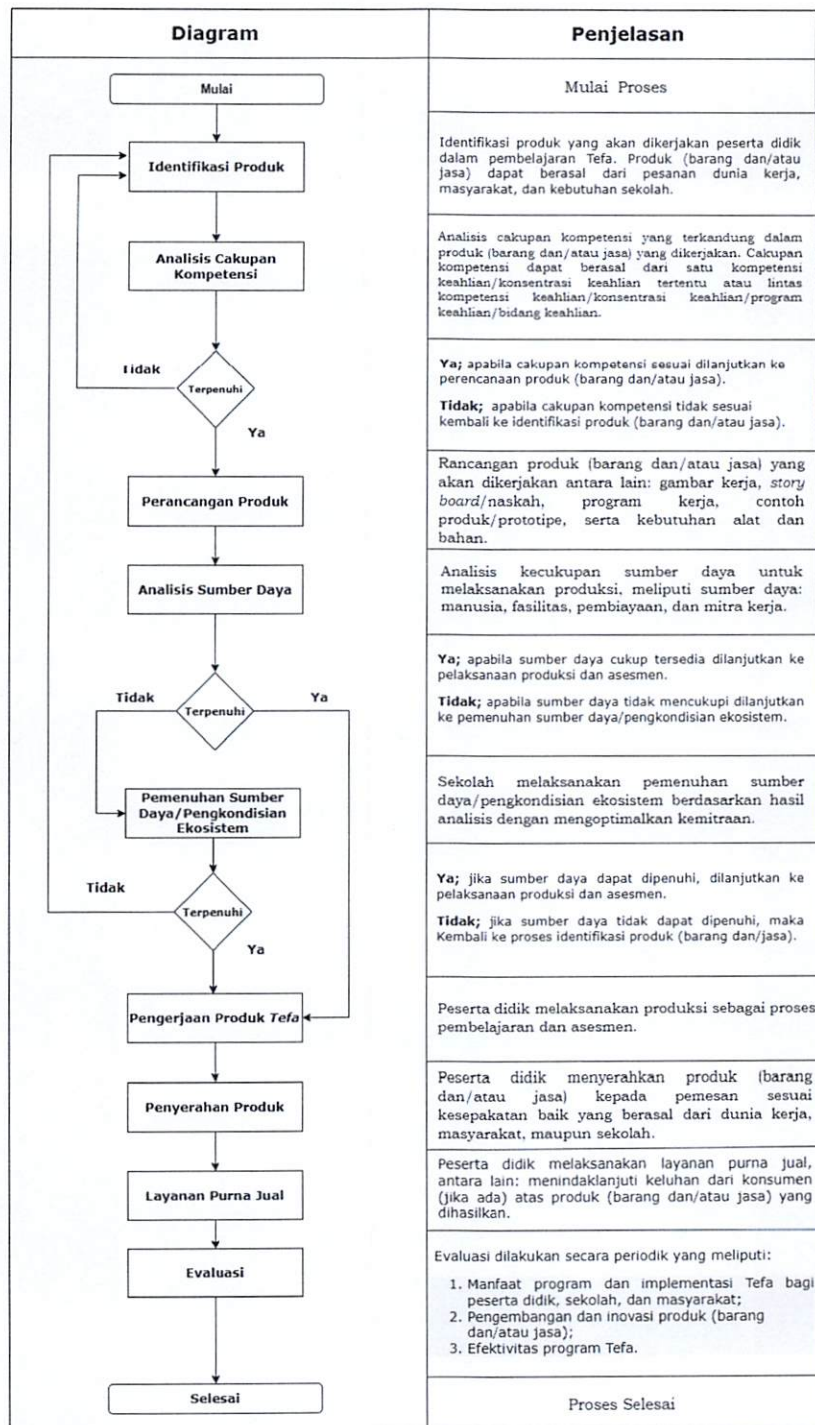 Diagram
Penjelasan
Mulai
Mulai Proses
Identifikasi Produk
Identifikasi produk yang akan dikerjakan peserta didik
dalam pembelajaran Tefa. Produk (barang dan/atau
jasa) dapat berasal dari pesanan dunia kerja,
masyarakat, dan kebutuhan sekolah.
Analisis Cakupan
Kompetensi
Analisis cakupan kompetensi yang terkandung dalam
produk (barang dan/atau jasa) yang dikerjakan. Cakupan
kompetensi dapat berasal dari satu kompetensi
keahlian/konsentrasi keahlian tertentu atau lintas
kompetensi keahlian/konsentrasi keahlian/program
keahlian/bidang keahlian.
Tidak
Terpenuhi
Ya
Ya; apabila cakupan kompetensi sesuai dilanjutkan ke
perencanaan produk (barang dan/atau jasa).
Tidak; apabila cakupan kompetensi tidak sesuai
kembali ke identifikasi produk (barang dan/atau jasa).
Perancangan Produk
Rancangan produk (barang dan/atau jasa) yang
akan dikerjakan antara lain: gambar kerja, story
board/naskah, program kerja, contoh
produk/prototipe, serta kebutuhan alat dan
bahan.
Analisis Sumber Daya
Analisis kecukupan sumber daya untuk
melaksanakan produksi, meliputi sumber daya:
manusia, fasilitas, pembiayaan, dan mitra kerja.
Tidak
Terpenuhi
Ya
Ya; apabila sumber daya cukup tersedia dilanjutkan ke
pelaksanaan produksi dan asesmen.
Tidak; apabila sumber daya tidak mencukupi dilanjutkan
ke pemenuhan sumber daya/pengkondisian ekosistem.
Pemenuhan Sumber
Daya/Pengkondisian
Ekosistem
Sekolah melaksanakan pemenuhan sumber
daya/pengkondisian ekosistem berdasarkan hasil
analisis dengan mengoptimalkan kemitraan.
Tidak
Terpenuhi
Ya
Ya; jika sumber daya dapat dipenuhi, dilanjutkan ke
pelaksanaan produksi dan asesmen.
Tidak; jika sumber daya tidak dapat dipenuhi, maka
Kembali ke proses identifikasi produk (barang dan/jasa).
Pengerjaan Produk Tefa
Peserta didik melaksanakan produksi sebagai proses
pembelajaran dan asesmen.
Penyerahan Produk
Peserta didik menyerahkan produk (barang
dan/atau jasa) kepada pemesan sesuai
kesepakatan baik yang berasal dari dunia kerja,
masyarakat, maupun sekolah.
Layanan Purna Jual
Peserta didik melaksanakan layanan purna jual,
antara lain: menindaklanjuti keluhan dari konsumen
(jika ada) atas produk (barang dan/atau jasa) yang
dihasilkan.
Evaluasi
Evaluasi dilakukan secara periodik yang meliputi:
1. Manfaat program dan implementasi Tefa bagi
peserta didik, sekolah, dan masyarakat;
2. Pengembangan dan inovasi produk (barang
dan/atau jasa);
3. Efektivitas program Tefa.
Selesai
Proses Selesai